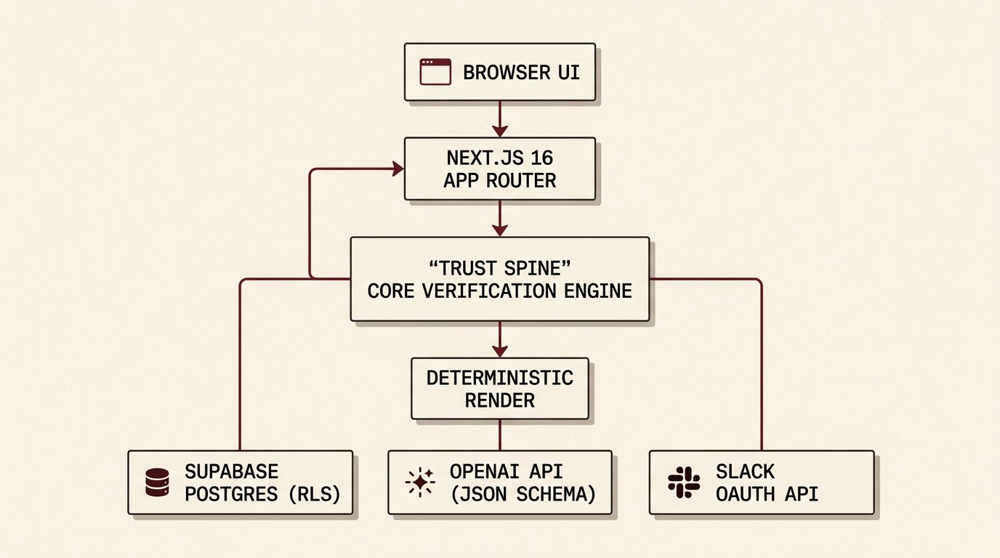 BROWSER UI
NEXT.JS 16
APP ROUTER
“TRUST SPINE”
CORE VERIFICATION ENGINE
DETERMINISTIC
RENDER
SUPABASE
POSTGRES (RLS)
OPENAI API
(JSON SCHEMA)
SLACK
OAUTH API